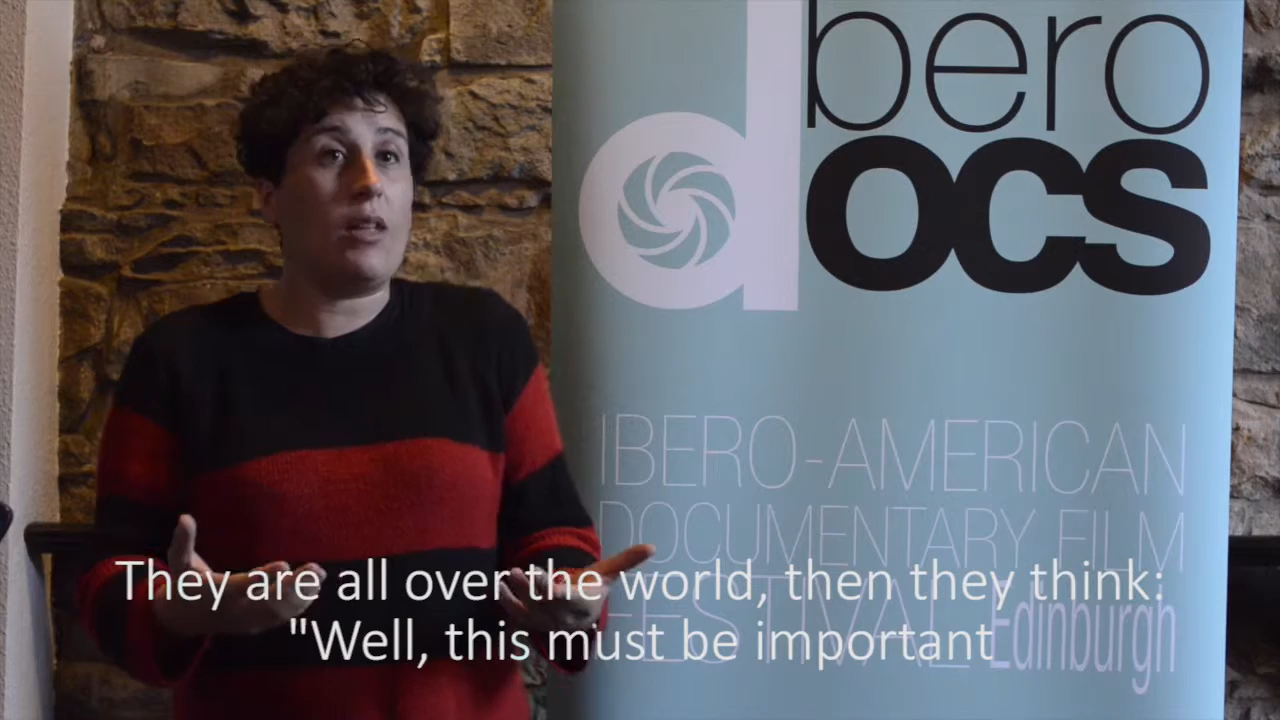 bero
docs
IBERO-AMERICAN
DOCUMENTARY FILM
FESTIVAL Edinburgh
They are all over the world, then they think:
"Well, this must be important